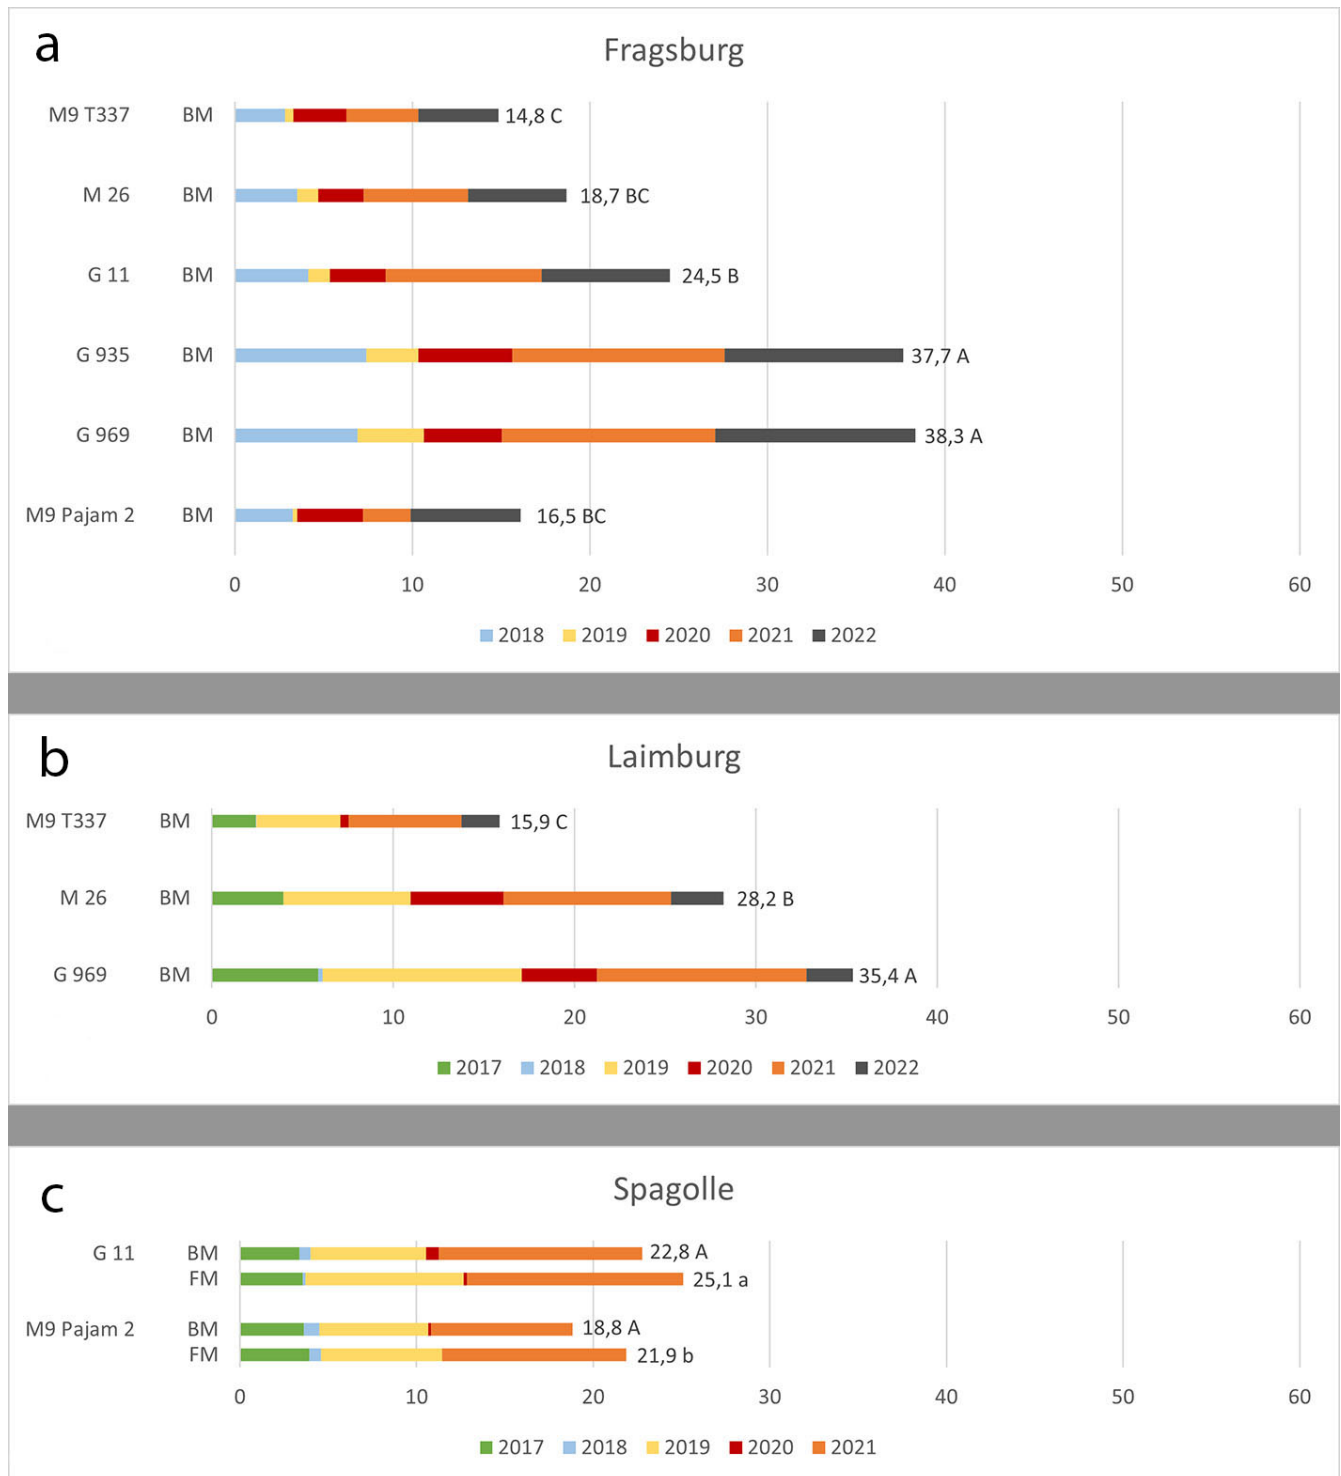 a
Fragsburg
M9 T337 BM 14,8 C
M 26 BM 18,7 BC
G 11 BM 24,5 B
G 935 BM 37,7 A
G 969 BM 38,3 A
M9 Pajam 2 BM 16,5 BC
0 10 20 30 40 50 60
2018 2019 2020 2021 2022
b
Laimburg
M9 T337 BM 15,9 C
M 26 BM 28,2 B
G 969 BM 35,4 A
0 10 20 30 40 50 60
2017 2018 2019 2020 2021 2022
c
Spagolle
G 11 BM 22,8 A
FM 25,1 a
M9 Pajam 2 BM 18,8 A
FM 21,9 b
0 10 20 30 40 50 60
2017 2018 2019 2020 2021